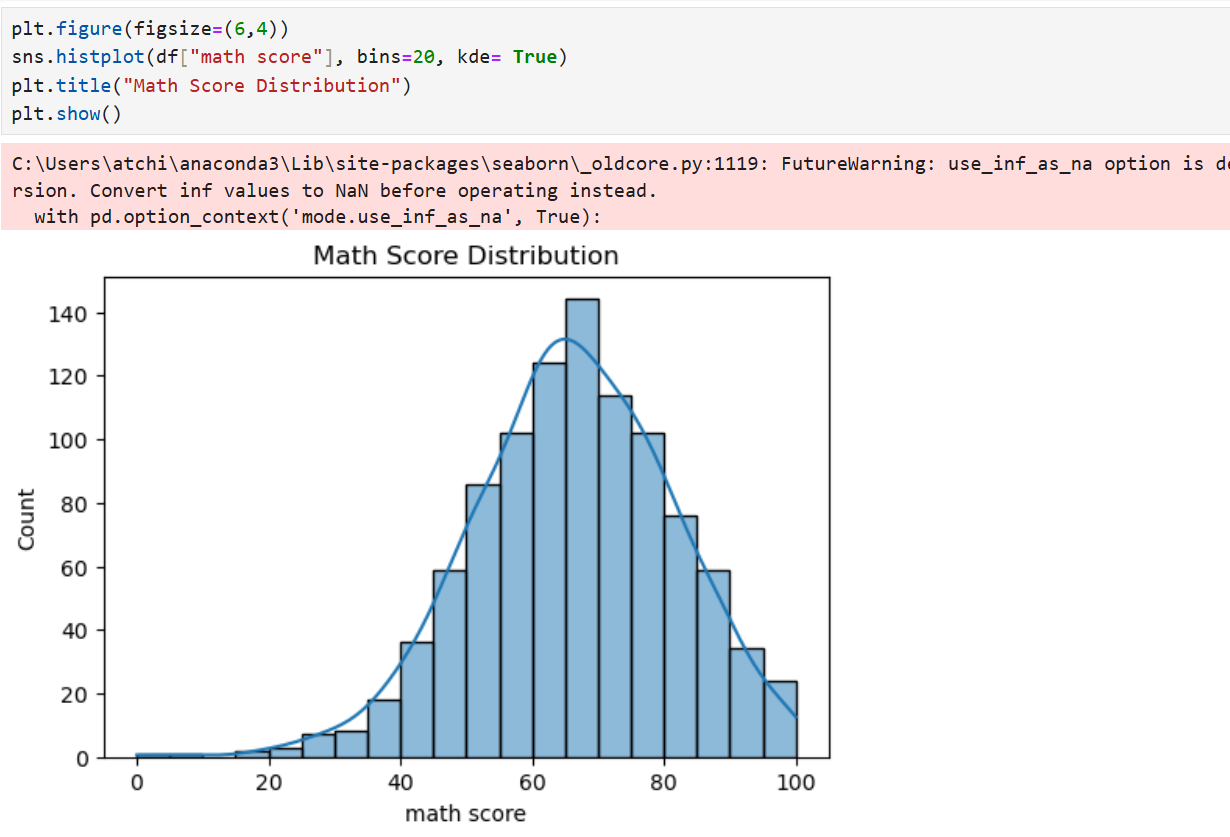 plt.figure(figsize=(6,4))
sns.histplot(df["math score"], bins=20, kde= True)
plt.title("Math Score Distribution")
plt.show()
C:\Users\atchi\anaconda3\Lib\site-packages\seaborn\_oldcore.py:1119: FutureWarning: use_inf_as_na option is
rsion. Convert inf values to NaN before operating instead.
with pd.option_context('mode.use_inf_as_na', True):
Math Score Distribution
140
120
100
80
60
40
20
0
Count
0 20 40 60 80 100
math score